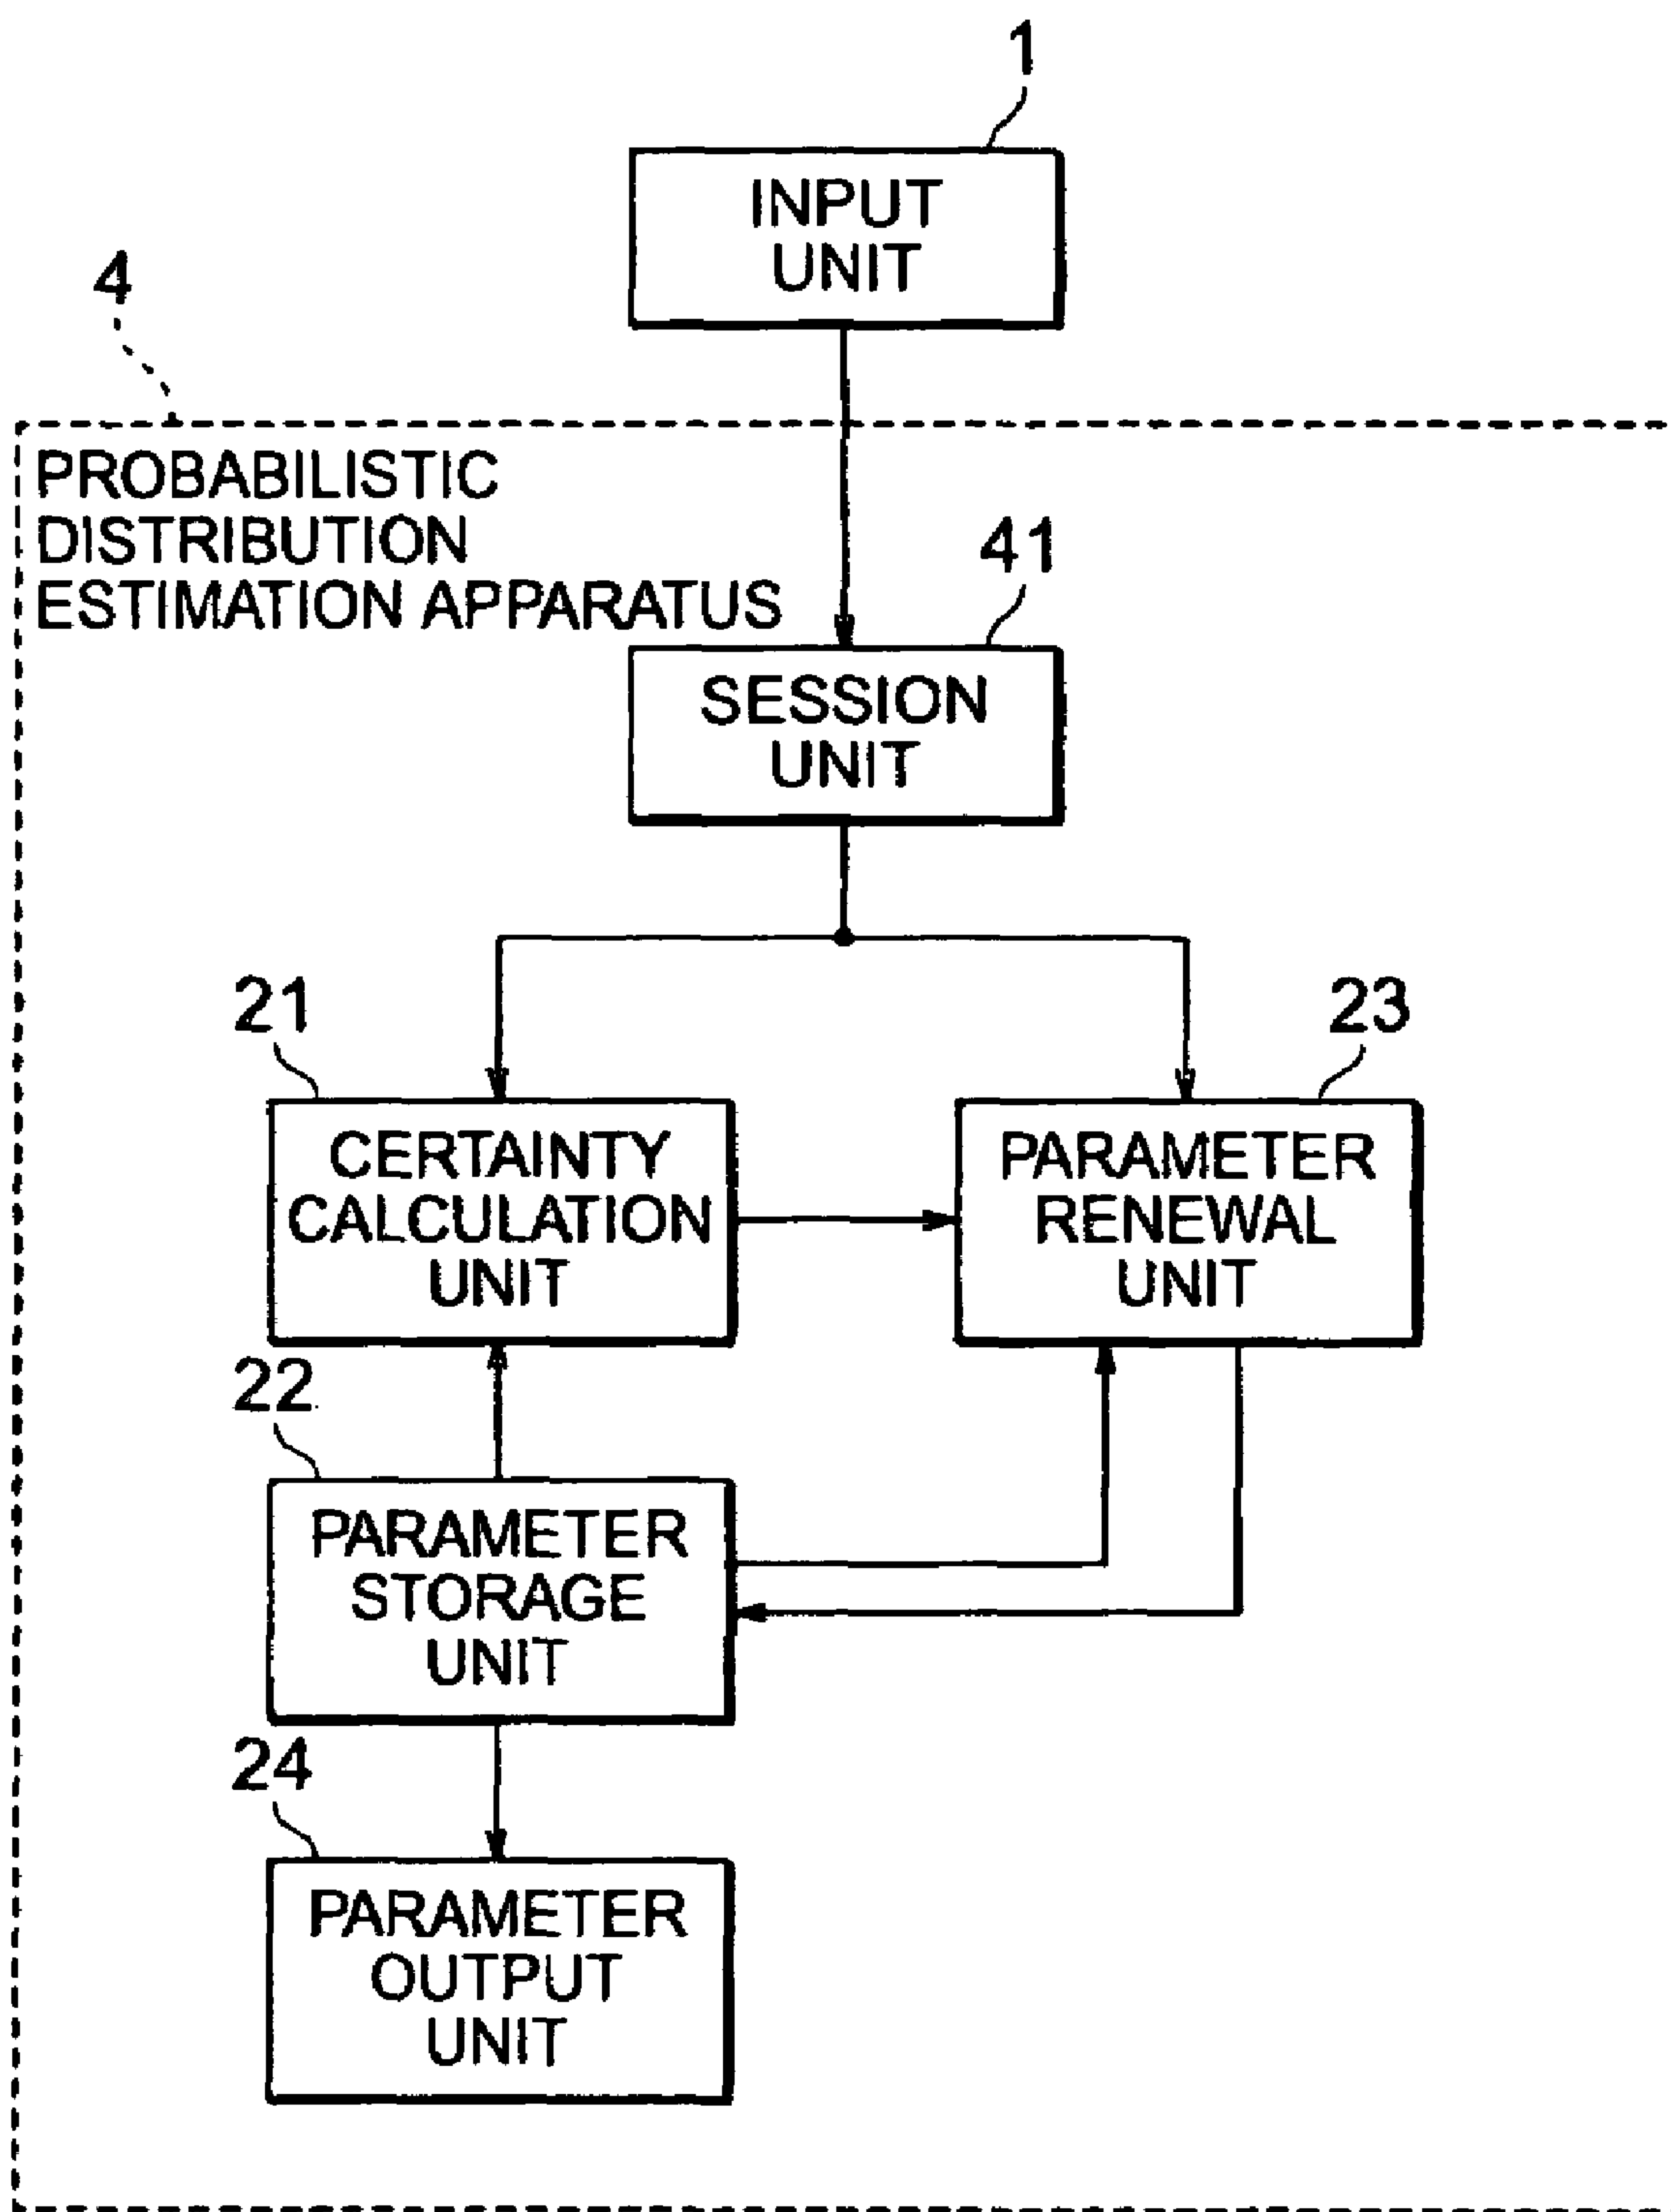 1
INPUT
UNIT
4
PROBABILISTIC
DISTRIBUTION
ESTIMATION APPARATUS
41
SESSION
UNIT
21
23
CERTAINTY
CALCULATION
UNIT
PARAMETER
RENEWAL
UNIT
22
PARAMETER
STORAGE
UNIT
24
PARAMETER
OUTPUT
UNIT